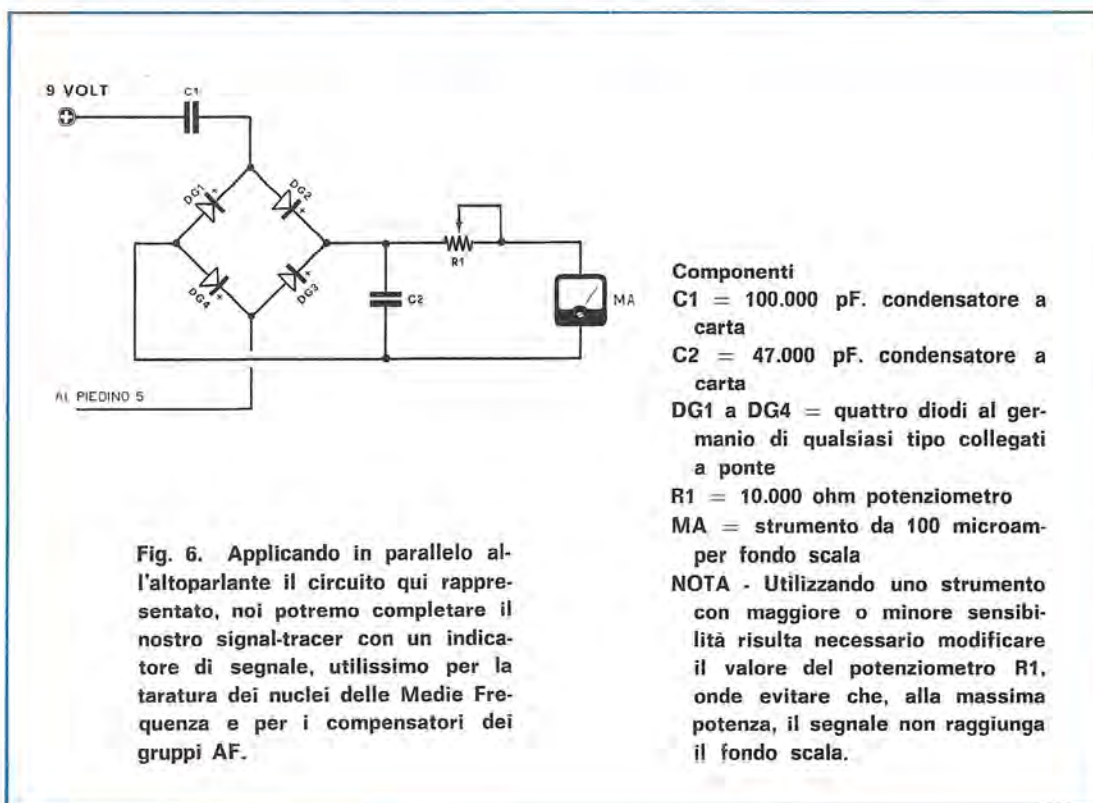 9 VOLT
C1
DG1
DG2
DG4
DG3
C2
R1
MA
AL PIEDINO 5
Componenti
C1 = 100.000 pF. condensatore a
carta
C2 = 47.000 pF. condensatore a
carta
DG1 a DG4 = quattro diodi al ger-
manio di qualsiasi tipo collegati
a ponte
R1 = 10.000 ohm potenziometro
MA = strumento da 100 microam-
per fondo scala
NOTA - Utilizzando uno strumento
con maggiore o minore sensibi-
lità risulta necessario modificare
il valore del potenziometro R1,
onde evitare che, alla massima
potenza, il segnale non raggiunga
il fondo scala.
Fig. 6. Applicando in parallelo al-
l'altoparlante il circuito qui rappre-
sentato, noi potremo completare il
nostro signal-tracer con un indica-
tore di segnale, utilissimo per la
taratura dei nuclei delle Medie Fre-
quenza e per i compensatori dei
gruppi AF.